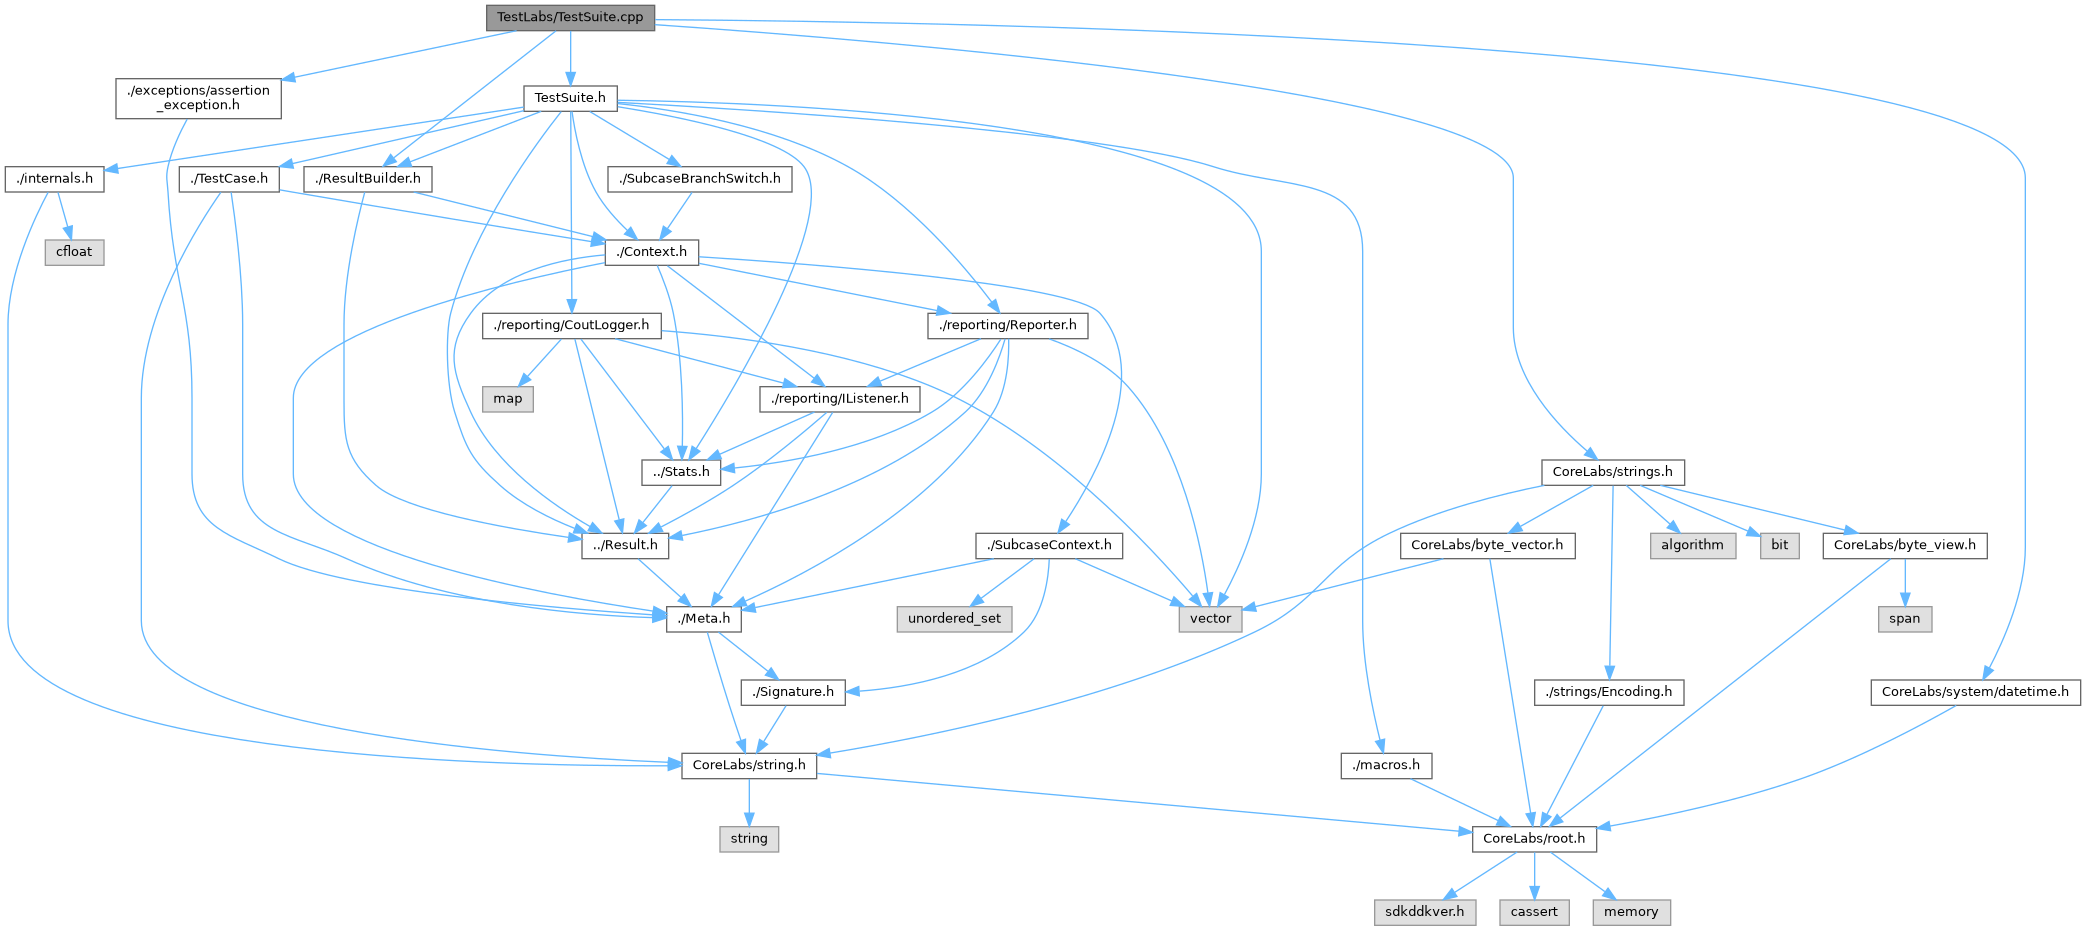 TestLabs/TestSuite.cpp
./exceptions/assertion
_exception.h
TestSuite.h
./internals.h
./TestCase.h
./ResultBuilder.h
./SubcaseBranchSwitch.h
cfloat
./Context.h
./reporting/CoutLogger.h
./reporting/Reporter.h
map
./reporting/IListener.h
../Stats.h
CoreLabs/strings.h
../Result.h
./SubcaseContext.h
CoreLabs/byte_vector.h
algorithm
bit
CoreLabs/byte_view.h
./Meta.h
unordered_set
vector
span
./Signature.h
./strings/Encoding.h
CoreLabs/system/datetime.h
CoreLabs/string.h
./macros.h
string
CoreLabs/root.h
sdkddkver.h
cassert
memory